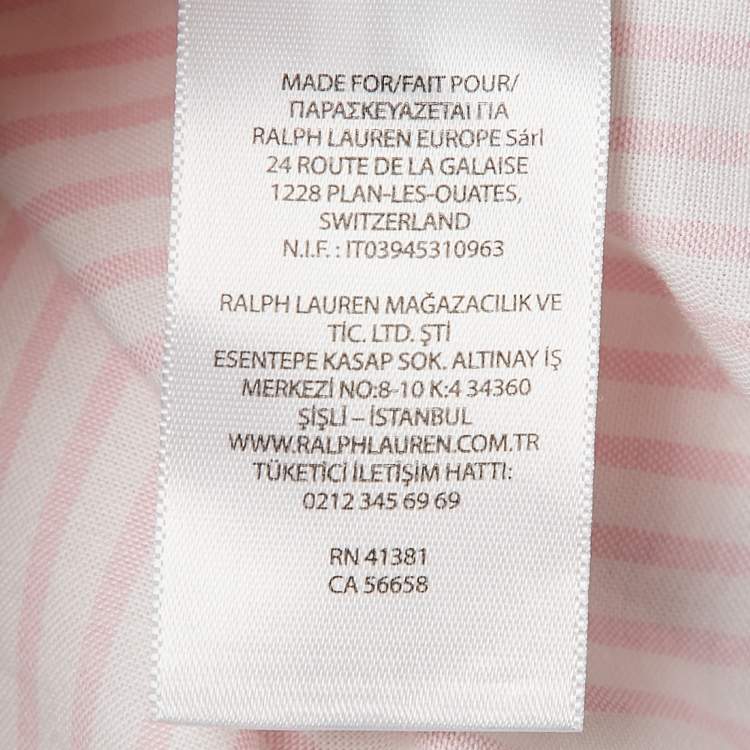 MADE FOR/FAIT POUR/
ΠΑΡΑΣΚΕΥΑΖΕΤΑΙ ΓΙΑ
RALPH LAUREN EUROPE Sárl
24 ROUTE DE LA GALAISE
1228 PLAN-LES-OUATES,
SWITZERLAND
N.I.F. : IT03945310963
RALPH LAUREN MAĞAZACILIK VE
TİC. LTD. ŞTİ
ESENTEPE KASAP SOK. ALTINAY İŞ
MERKEZİ NO:8-10 K:4 34360
ŞİŞLİ – İSTANBUL
WWW.RALPHLAUREN.COM.TR
TÜKETİCİ İLETİŞİM HATTI:
0212 345 69 69
RN 41381
CA 56658